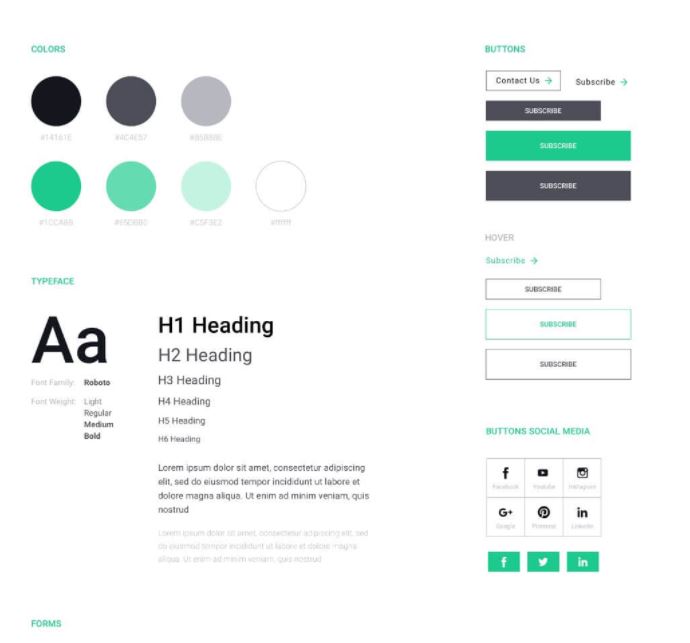 COLORS
#14161E
#4C4E57
#B5B8BE
#C5F3E2
#ffffff
TYPEFACE
Aa
Font Family: Roboto
Font Weight: Light
Regular
Medium
Bold
H1 Heading
H2 Heading
H3 Heading
H4 Heading
H5 Heading
H6 Heading
Lorem ipsum dolor sit amet, consectetur adipiscing
elit, sed do eiusmod tempor incididunt ut labore et
dolore magna aliqua. Ut enim ad minim veniam, quis
nostrud
Lorem ipsum dolor sit amet, consectetur adipiscing elit, sed
do eiusmod tempor incididunt ut labore et dolore magna
aliqua. Ut enim ad minim veniam, quis nostrud
FORMS
BUTTONS
Contact Us →
Subscribe →
SUBSCRIBE
SUBSCRIBE
SUBSCRIBE
HOVER
Subscribe →
SUBSCRIBE
SUBSCRIBE
SUBSCRIBE
BUTTONS SOCIAL MEDIA
Facebook
Youtube
Instagram
G+
Google
Pinterest
in
Linkedin
f
in